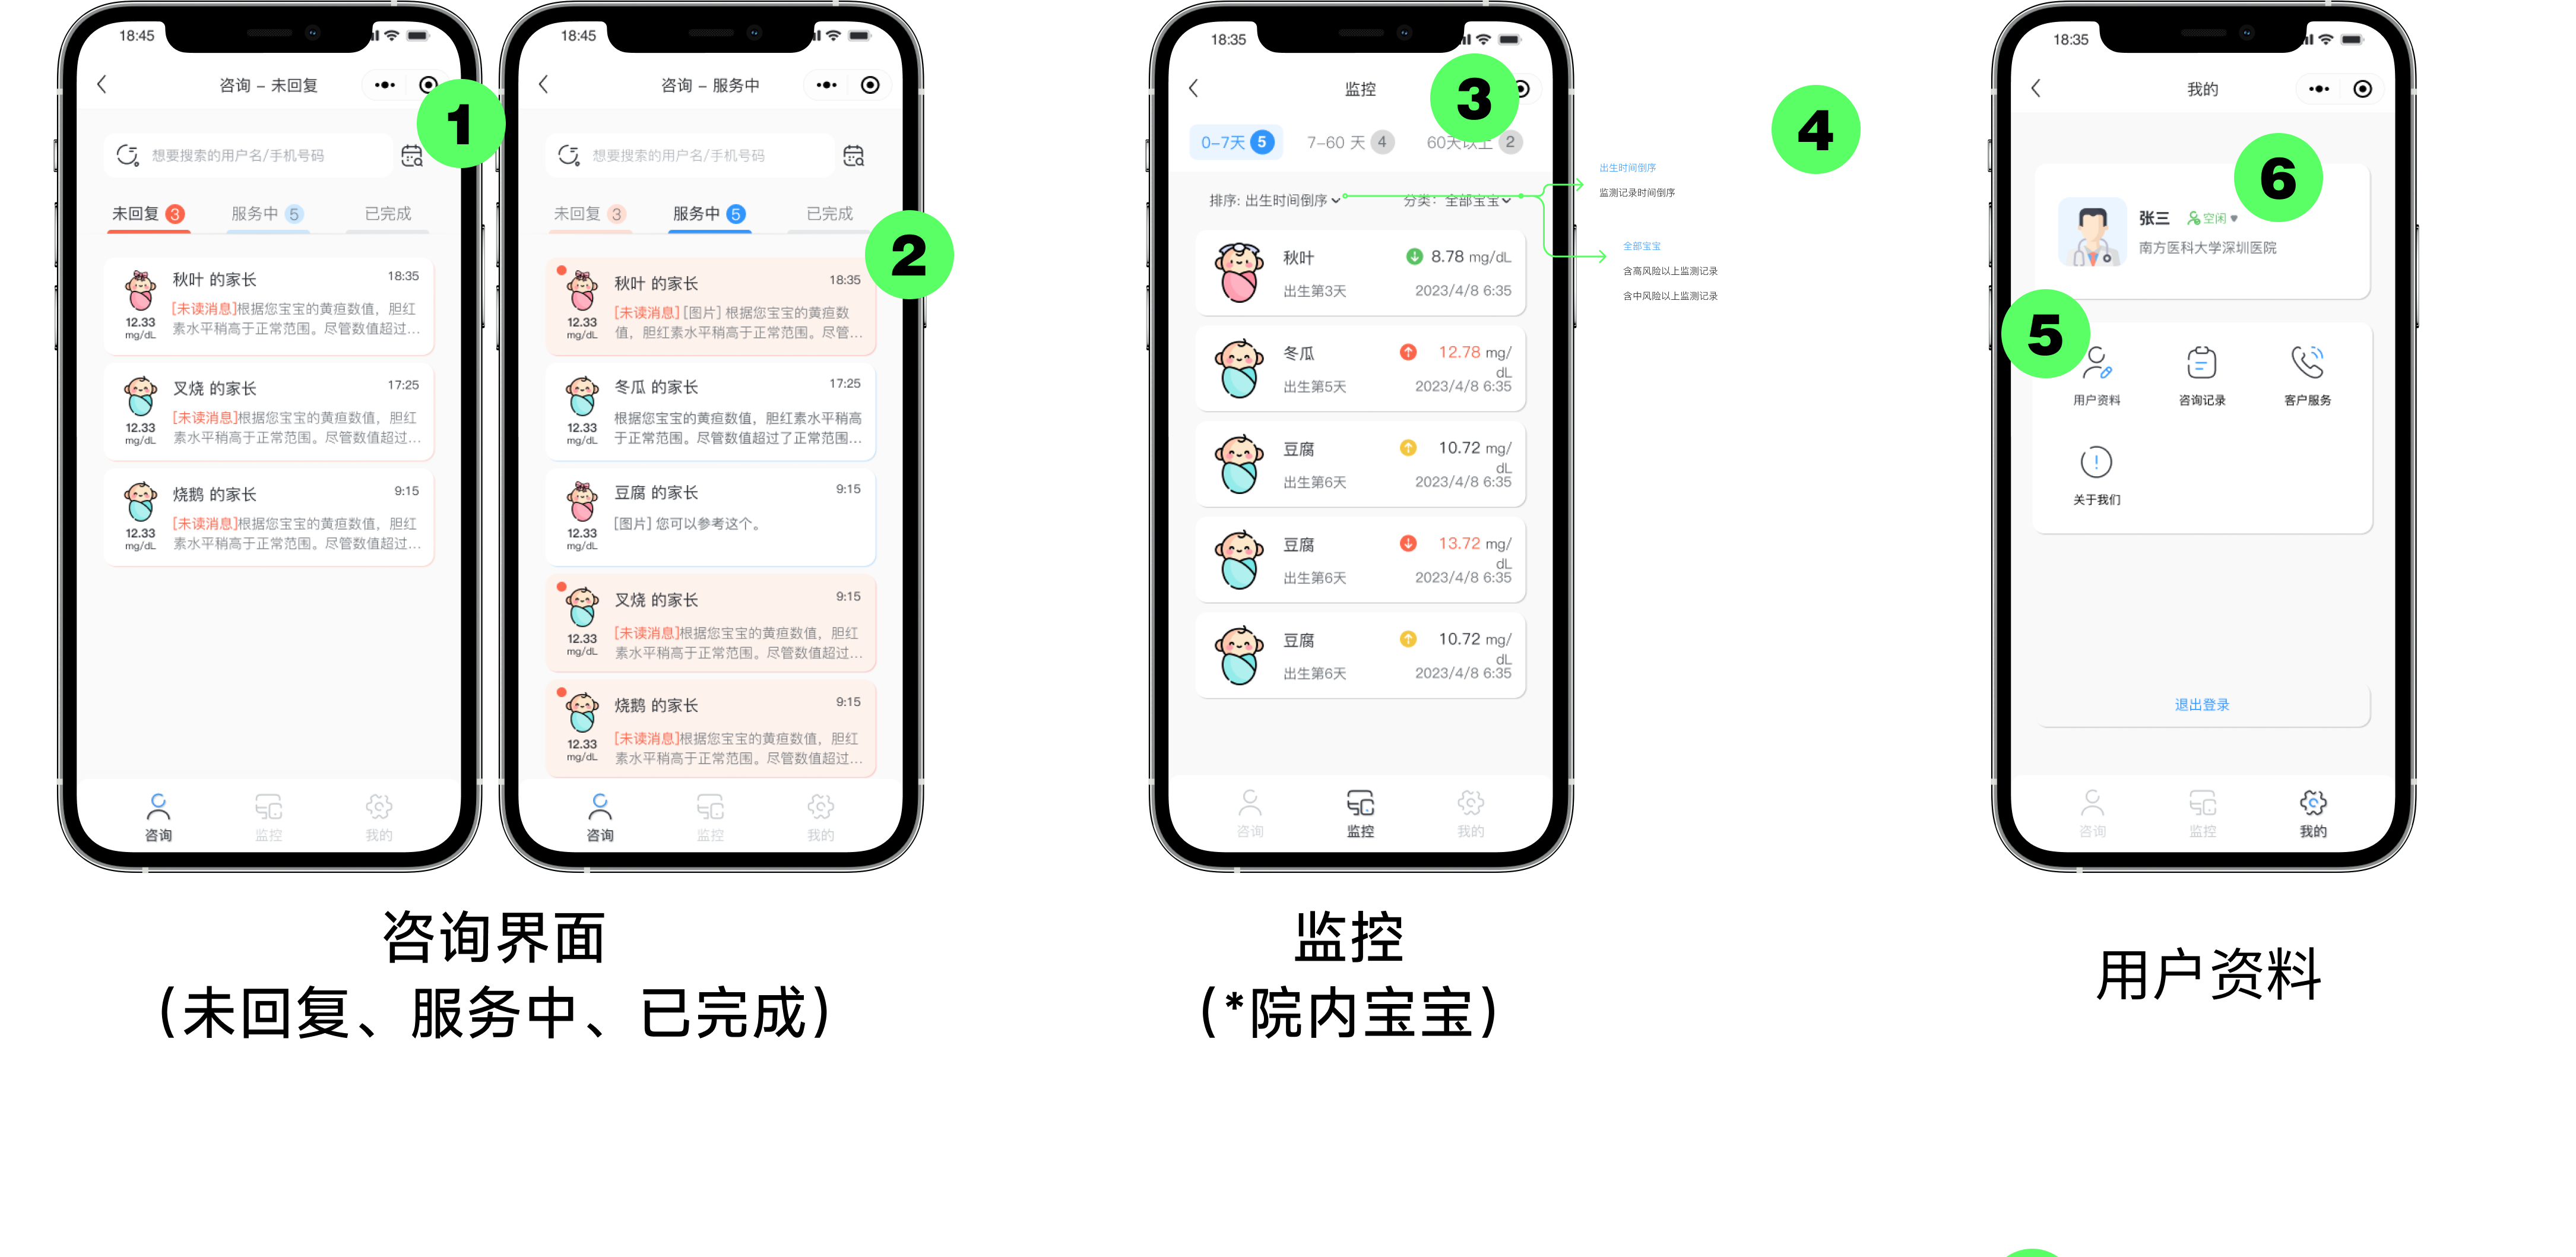 18:45
咨询 – 未回复
1
想要搜索的用户名/手机号码
未回复 3
服务中 5
已完成
秋叶 的家长
18:35
[未读消息]根据您宝宝的黄疸数值，胆红
素水平稍高于正常范围。尽管数值超过...
12.33
mg/dL
叉烧 的家长
17:25
[未读消息]根据您宝宝的黄疸数值，胆红
素水平稍高于正常范围。尽管数值超过...
12.33
mg/dL
烧鹅 的家长
9:15
[未读消息]根据您宝宝的黄疸数值，胆红
素水平稍高于正常范围。尽管数值超过...
12.33
mg/dL
咨询
监控
我的
18:45
咨询 – 服务中
想要搜索的用户名/手机号码
未回复 3
服务中 5
已完成
2
秋叶 的家长
18:35
[未读消息] [图片] 根据您宝宝的黄疸数
值，胆红素水平稍高于正常范围。尽管...
12.33
mg/dL
冬瓜 的家长
17:25
根据您宝宝的黄疸数值，胆红素水平稍高
于正常范围。尽管数值超过了正常范围...
12.33
mg/dL
豆腐 的家长
9:15
[图片] 您可以参考这个。
12.33
mg/dL
叉烧 的家长
9:15
[未读消息]根据您宝宝的黄疸数值，胆红
素水平稍高于正常范围。尽管数值超过...
12.33
mg/dL
烧鹅 的家长
9:15
[未读消息]根据您宝宝的黄疸数值，胆红
素水平稍高于正常范围。尽管数值超过...
12.33
mg/dL
咨询
监控
我的
咨询界面
（未回复、服务中、已完成）
18:35
监控
3
0–7天 5
7–60 天 4
60天以上 2
排序: 出生时间倒序
分类：全部宝宝
秋叶
8.78 mg/dL
出生第3天
2023/4/8 6:35
冬瓜
12.78 mg/
dL
出生第5天
2023/4/8 6:35
豆腐
10.72 mg/
dL
出生第6天
2023/4/8 6:35
豆腐
13.72 mg/
dL
出生第6天
2023/4/8 6:35
豆腐
10.72 mg/
dL
出生第6天
2023/4/8 6:35
咨询
监控
我的
监控
（*院内宝宝）
4
出生时间倒序
监测记录时间倒序
全部宝宝
含高风险以上监测记录
含中风险以上监测记录
18:35
我的
6
张三
空闲
南方医科大学深圳医院
5
用户资料
咨询记录
客户服务
关于我们
退出登录
咨询
监控
我的
用户资料